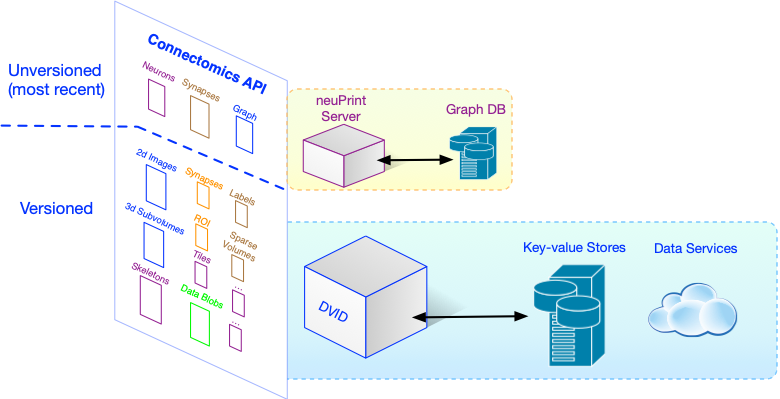 Connectomics API
Unversioned
(most recent)
Neurons
Synapses
Graph
neuPrint
Server
Graph DB
Versioned
2d Images
Synapses
Labels
3d Subvolumes
ROI
Sparse
Volumes
Skeletons
Tiles
...
Data Blobs
...
DVID
Key-value Stores
Data Services